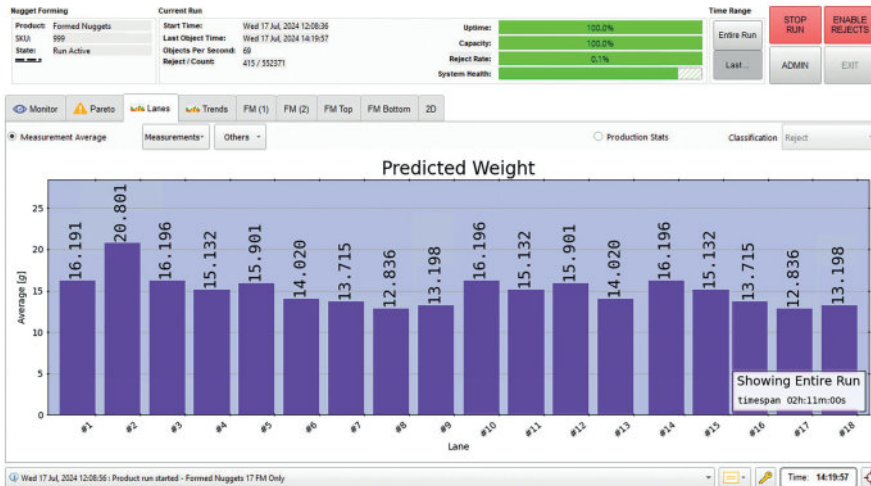 Nugget Forming
Product: Formed Nuggets
SKU: 999
State: Run Active
Current Run
Start Time: Wed 17 Jul, 2024 12:08:36
Last Object Time: Wed 17 Jul, 2024 14:19:57
Objects Per Second: 69
Reject / Count: 415 / 552371
Uptime: 100.0%
Capacity: 100.0%
Reject Rate: 0.1%
System Health:
Time Range
Entire Run
Last...
STOP RUN
ENABLE REJECTS
ADMIN
EXIT
Monitor Pareto Lanes Trends FM (1) FM (2) FM Top FM Bottom 2D
Measurement Average Measurements Others Production Stats Classification Reject
Predicted Weight
Average [g]
25
20
15
10
5
0
16.191 20.801 16.196 15.132 15.901 14.020 13.715 12.836 13.198 16.196 15.132 15.901 14.020 16.196 15.132 13.715 12.836 13.198
Showing Entire Run
timespan 02h:11m:00s
#1 #2 #3 #4 #5 #6 #7 #8 #9 #10 #11 #12 #13 #14 #15 #16 #17 #18
Lane
Wed 17 Jul, 2024 12:08:56 : Product run started - Formed Nuggets 17 FM Only
Time: 14:19:57